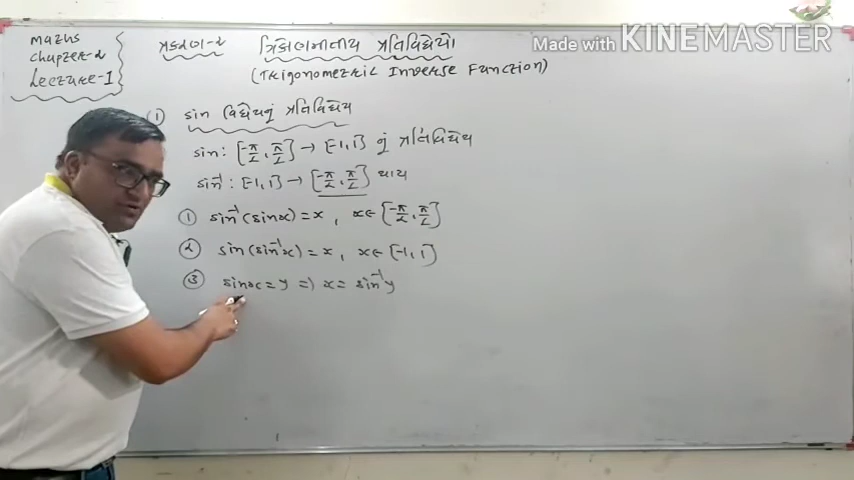 Maths
Chapter-2
Lecture-1
પ્રકરણ-૨ ત્રિકોણમિતીય પ્રતિવિધેયો
(Trigonometric Inverse Function)
Made with KINEMASTER
① sin વિધેયનું પ્રતિવિધેય
sin : [-π/2, π/2] → [-1, 1] નું પ્રતિવિધેય
sin⁻¹ : [-1, 1] → [-π/2, π/2] થાય
① sin⁻¹(sinx) = x , x ∈ [-π/2, π/2]
② sin(sin⁻¹x) = x , x ∈ [-1, 1]
③ sinx = y ⇒ x = sin⁻¹y